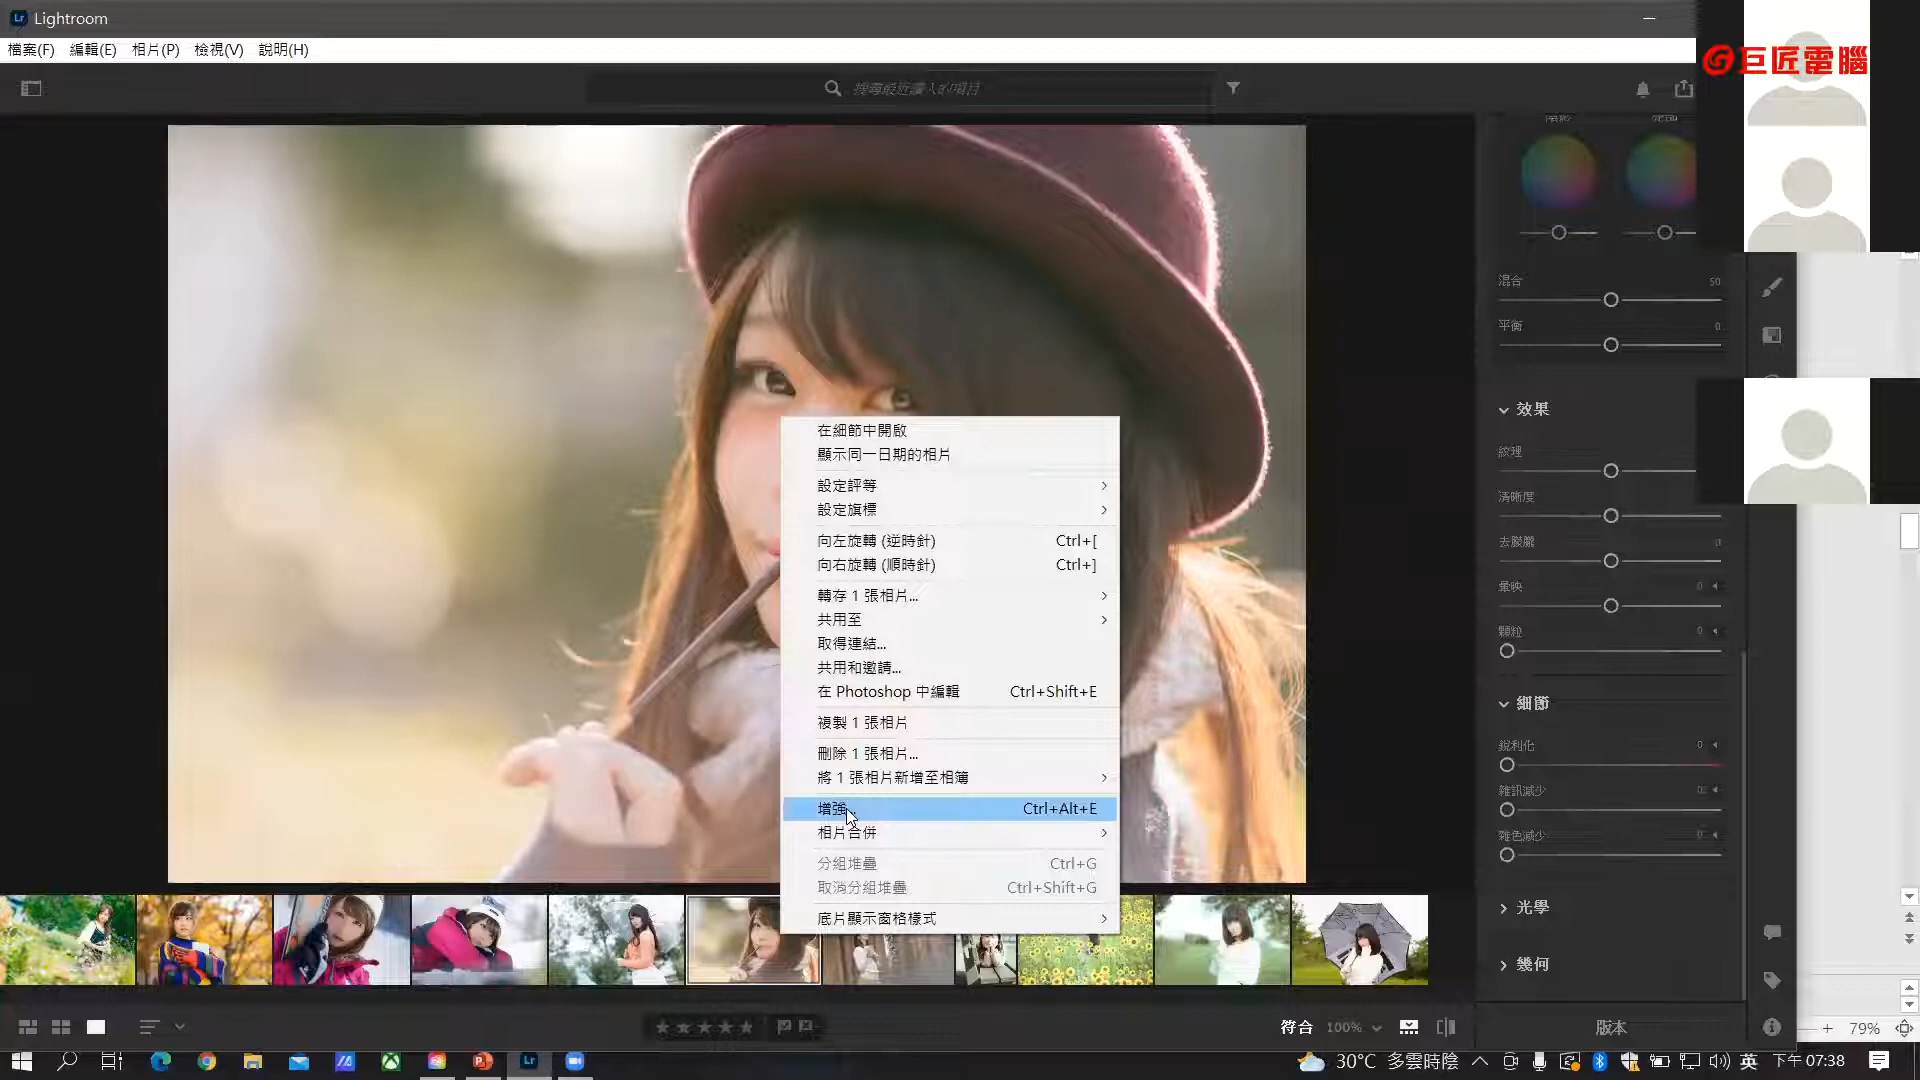 Lightroom
檔案(F) 編輯(E) 相片(P) 檢視(V) 說明(H)
巨匠電腦
混合 50
平衡 0
效果
紋理
清晰度
去朦朧 0
暈映 0
顆粒 0
細節
銳利化 0
雜訊減少 0
雜色減少 0
光學
幾何
在細節中開啟
顯示同一日期的相片
設定評等
設定旗標
向左旋轉 (逆時針) Ctrl+[
向右旋轉 (順時針) Ctrl+]
轉存 1 張相片...
共用至
取得連結...
共用和邀請...
在 Photoshop 中編輯 Ctrl+Shift+E
複製 1 張相片
刪除 1 張相片...
將 1 張相片新增至相簿
增強... Ctrl+Alt+E
相片合併
分組堆疊 Ctrl+G
取消分組堆疊 Ctrl+Shift+G
底片顯示窗格樣式
符合 100%
版本
79%
30°C 多雲時陰
英 下午 07:38